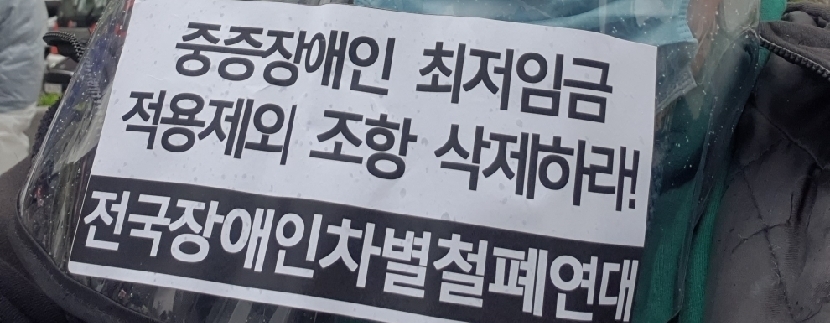 중증장애인 최저임금
적용제외 조항 삭제하라!
전국장애인차별철폐연대